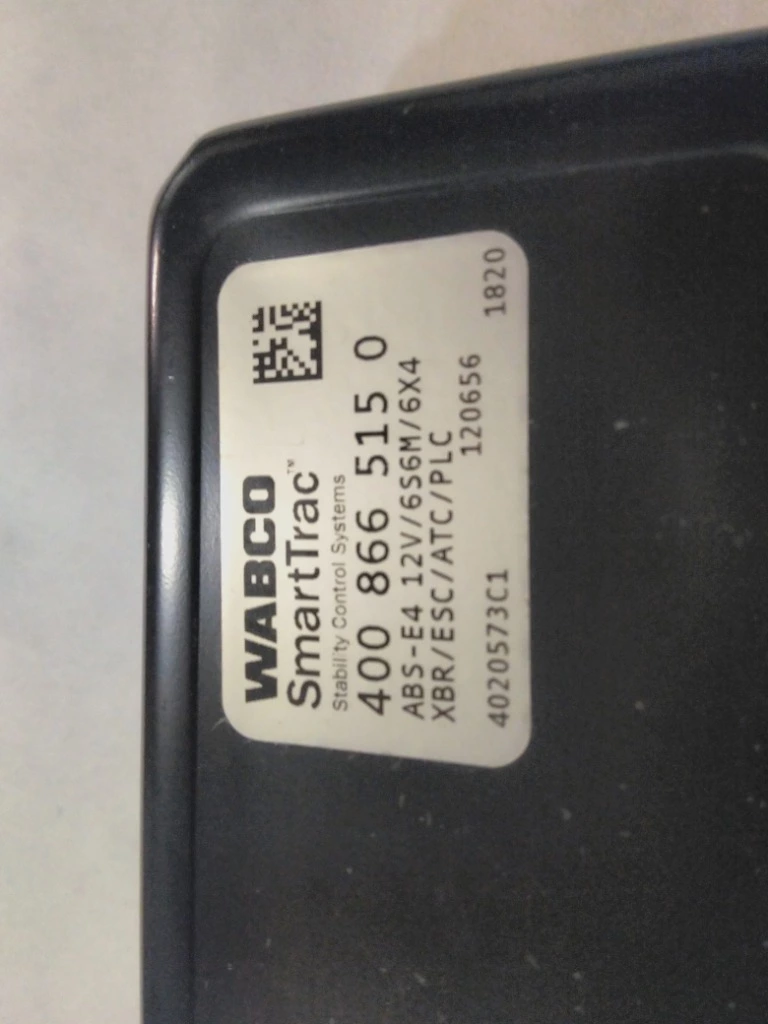 WABCO
SmartTrac™
Stability Control Systems
400 866 515 0
ABS-E4 12V/6S6M/6X4
XBR/ESC/ATC/PLC
120656
4020573C1 1820